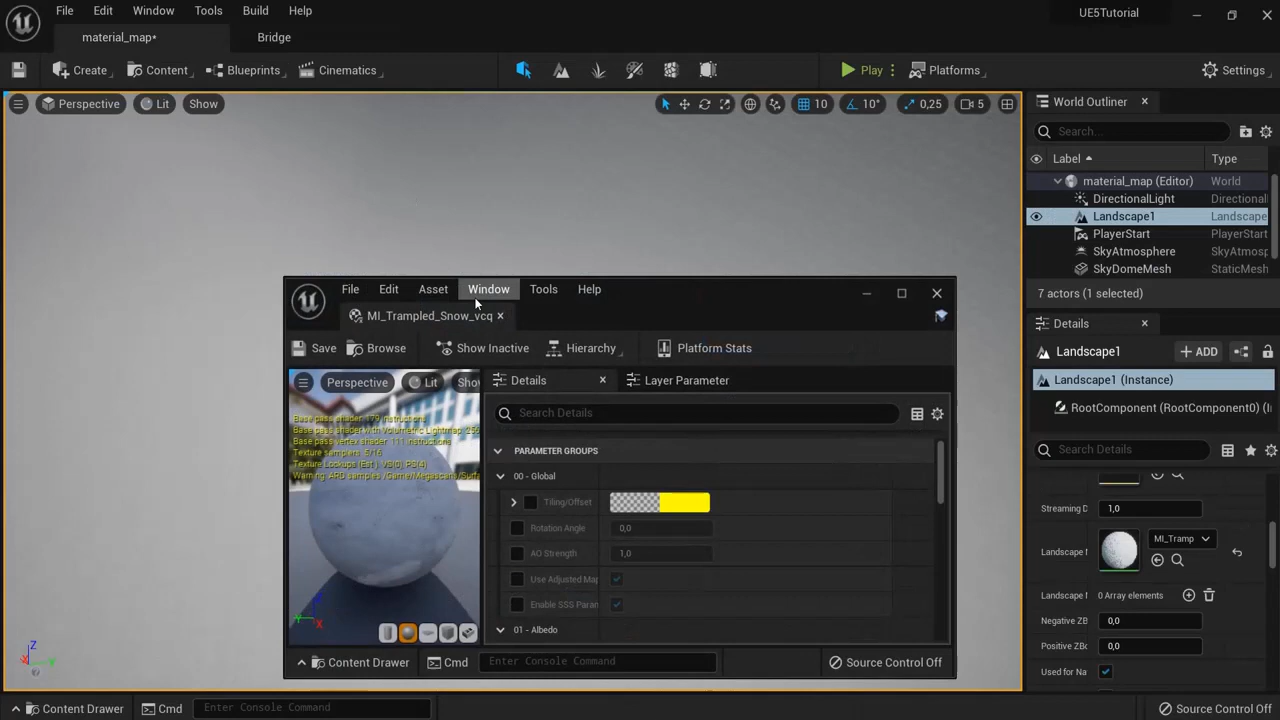 File Edit Window Tools Build Help
UE5Tutorial
material_map*
Bridge
Create
Content
Blueprints
Cinematics
Play
Platforms
Settings
Perspective
Lit
Show
10
10°
0,25
5
World Outliner
Search...
Label
Type
material_map (Editor)
World
DirectionalLight
Directional
Landscape1
Landscape
PlayerStart
PlayerStart
SkyAtmosphere
SkyAtmosp
SkyDomeMesh
StaticMesh
7 actors (1 selected)
Details
Landscape1
ADD
Landscape1 (Instance)
RootComponent (RootComponent0) (I
Search Details
Streaming D
1,0
Landscape M
MI_Tramp
Landscape
0 Array elements
Negative ZB
0,0
Positive ZBo
0,0
Used for Na
File Edit Asset Window Tools Help
MI_Trampled_Snow_vcq
Save
Browse
Show Inactive
Hierarchy
Platform Stats
Perspective
Lit
Sho
Base pass shader: 179 instructions
Base pass shader with Volumetric Lightmap: 256
Base pass vertex shader: 111 instructions
Texture samplers: 5/16
Texture Lookups (Est.): VS(0), PS(4)
Warning: ARD samples /Game/Megascans/Surfa
Details
Layer Parameter
Search Details
PARAMETER GROUPS
00 - Global
Tiling/Offset
Rotation Angle
0,0
AO Strength
1,0
Use Adjusted Map
Enable SSS Param
01 - Albedo
Content Drawer
Cmd
Enter Console Command
Source Control Off
Content Drawer
Cmd
Enter Console Command
Source Control Off